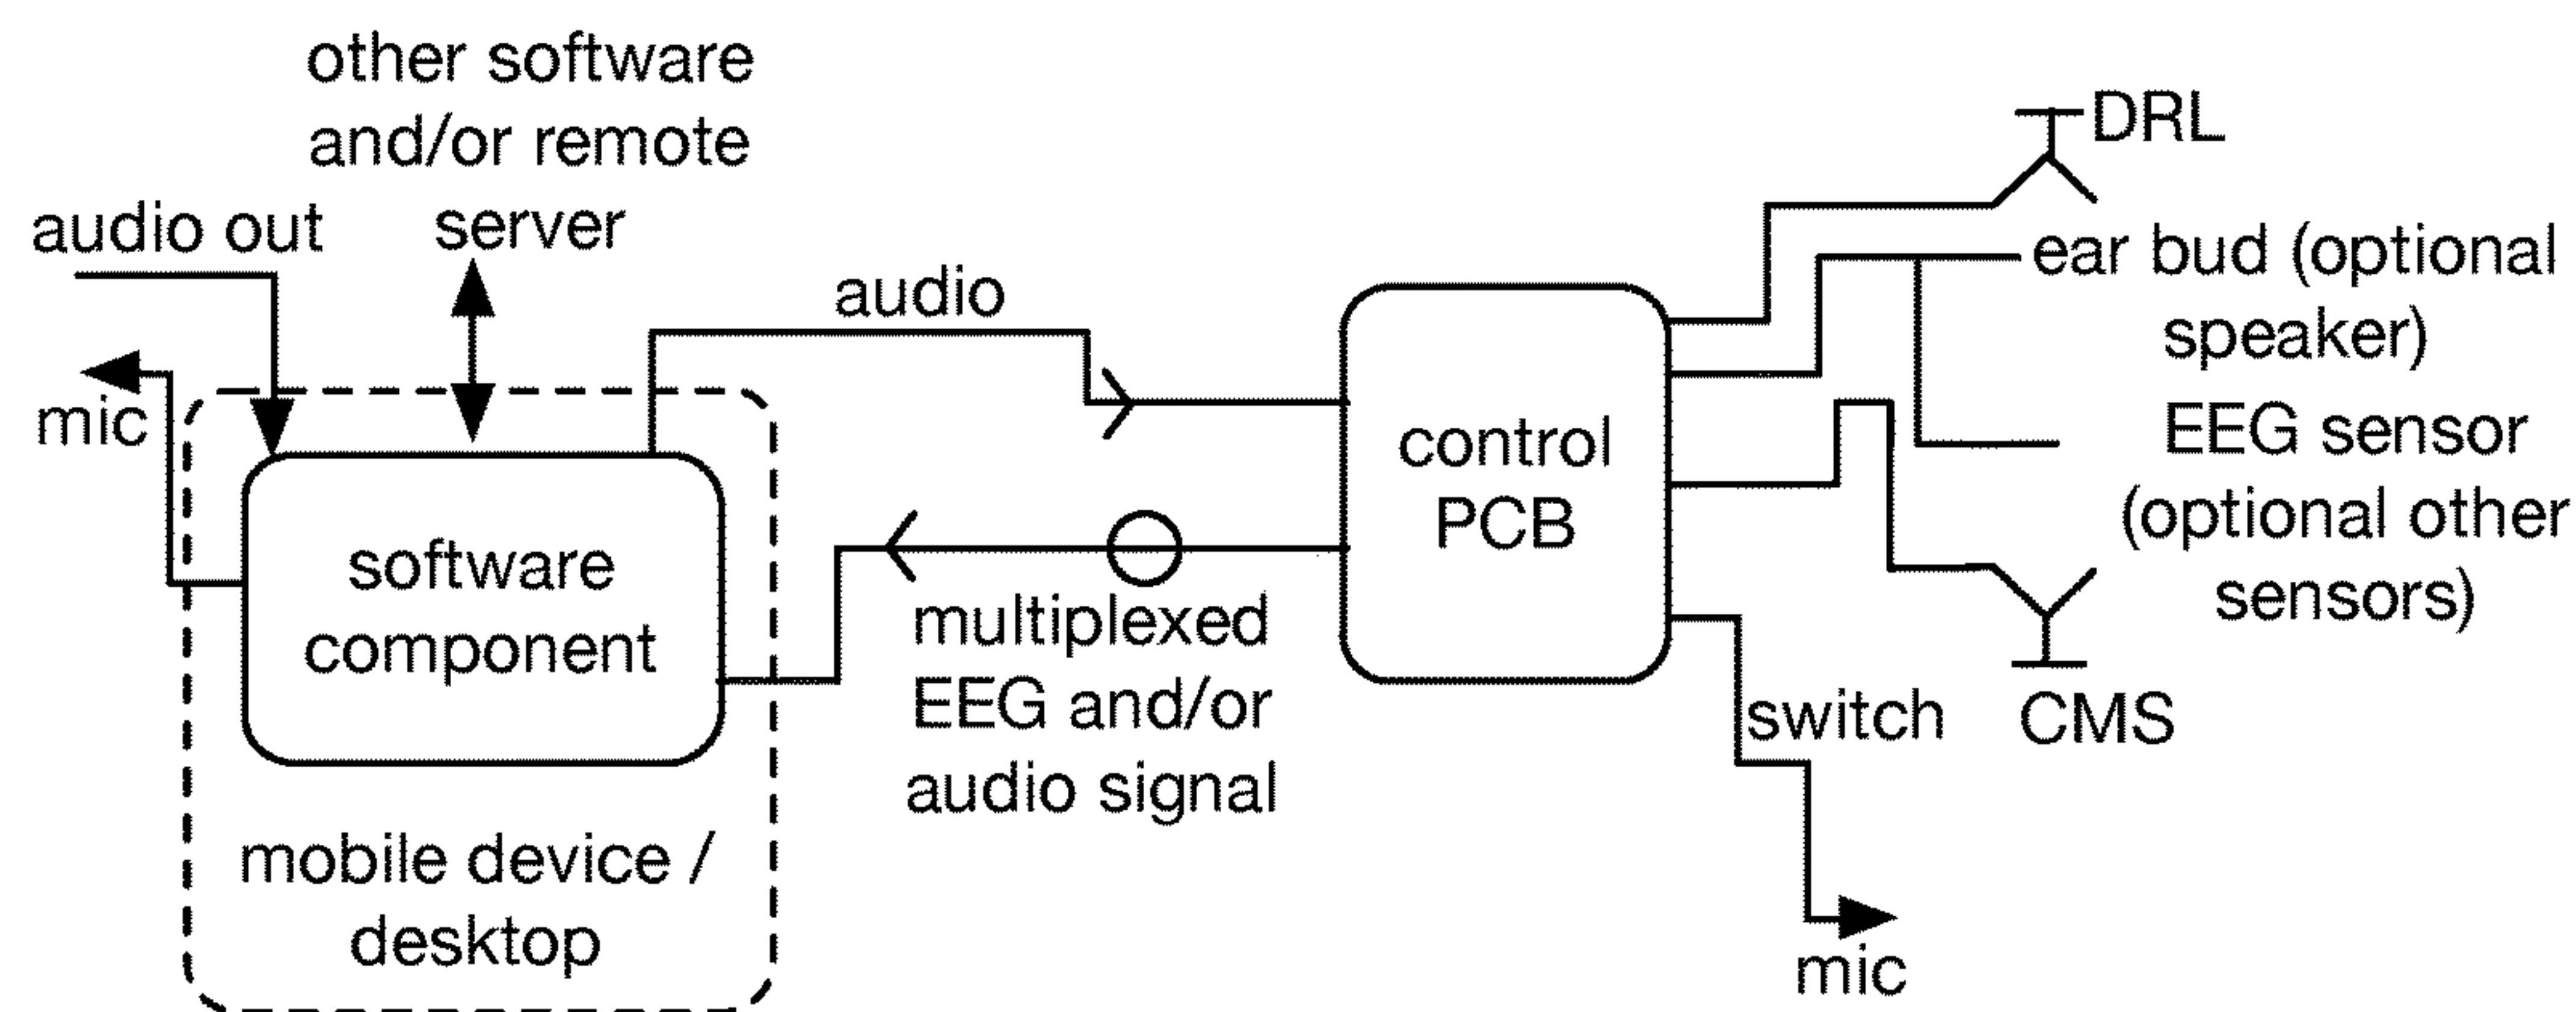 other software
and/or remote
server
audio out
mic
audio
software
component
mobile device /
desktop
multiplexed
EEG and/or
audio signal
control
PCB
DRL
ear bud (optional
speaker)
EEG sensor
(optional other
sensors)
CMS
switch
mic